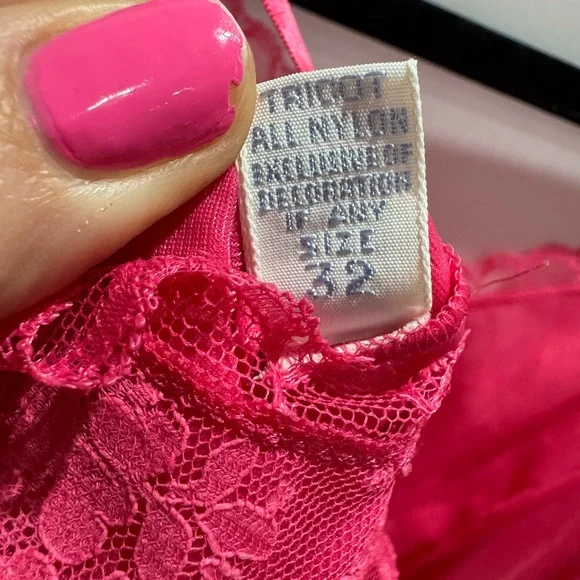 TRICOT
ALL NYLON
EXCLUSIVE OF
DECORATION
IF ANY
SIZE
32